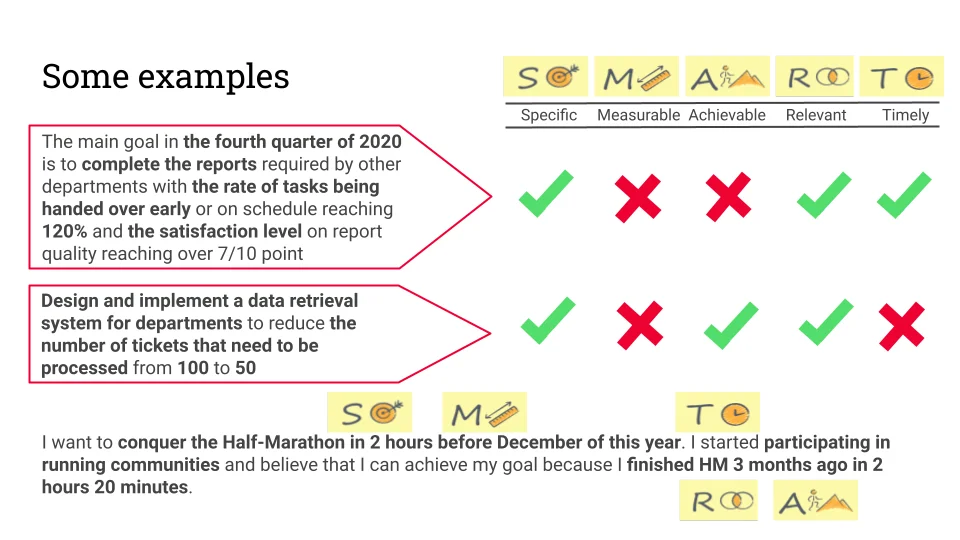 Some examples
S M A R T
Specific Measurable Achievable Relevant Timely
The main goal in the fourth quarter of 2020
is to complete the reports required by other
departments with the rate of tasks being
handed over early or on schedule reaching
120% and the satisfaction level on report
quality reaching over 7/10 point
Design and implement a data retrieval
system for departments to reduce the
number of tickets that need to be
processed from 100 to 50
S M T
I want to conquer the Half-Marathon in 2 hours before December of this year. I started participating in
running communities and believe that I can achieve my goal because I finished HM 3 months ago in 2
hours 20 minutes.
R A